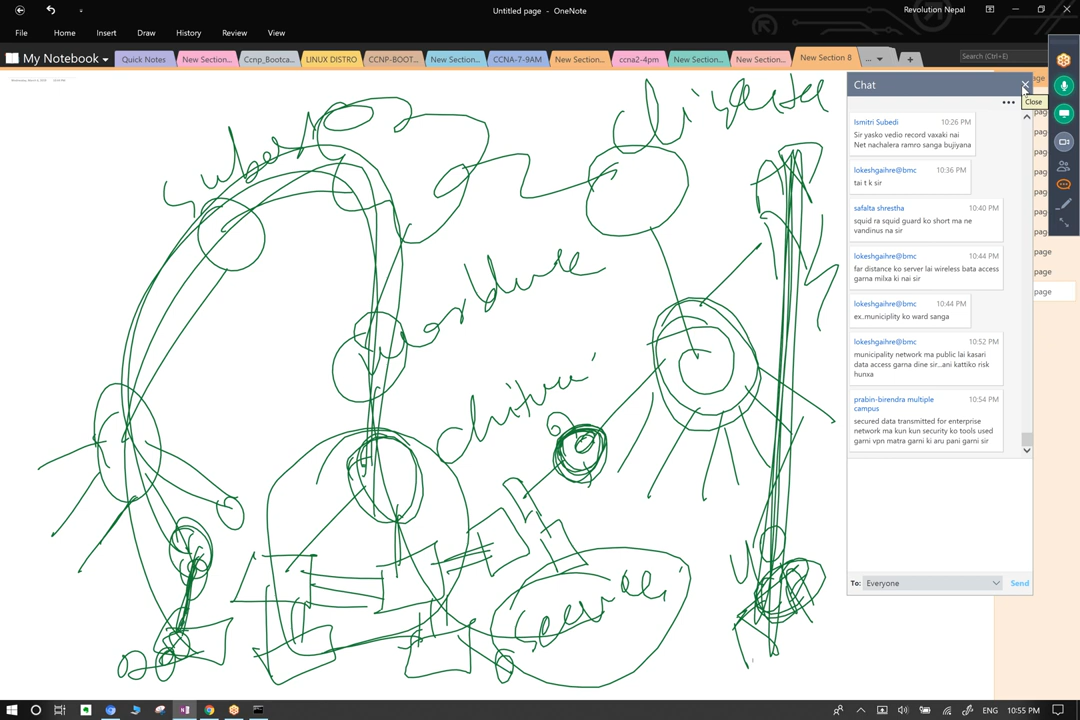 Untitled page - OneNote
Revolution Nepal
File Home Insert Draw History Review View
My Notebook
Quick Notes
New Section...
Ccnp_Bootca...
LINUX DISTRO
CCNP-BOOT...
New Section...
CCNA-7-9AM
New Section...
ccna2-4pm
New Section...
New Section...
New Section 8
...
Search (Ctrl+E)
Chat
Close
Ismitri Subedi 10:26 PM
Sir yasko vedio record vaxaki nai
Net nachalera ramro sanga bujiyana
lokeshgaihre@bmc 10:36 PM
tai t k sir
safalta shrestha 10:40 PM
squid ra squid guard ko short ma ne
vandinus na sir
lokeshgaihre@bmc 10:44 PM
far distance ko server lai wireless bata access
garna milxa ki nai sir
lokeshgaihre@bmc 10:44 PM
ex..municiplity ko ward sanga
lokeshgaihre@bmc 10:52 PM
municipality network ma public lai kasari
data access garna dine sir...ani kattiko risk
hunxa
prabin-birendra multiple 10:54 PM
campus
secured data transmitted for enterprise
network ma kun kun security ko tools used
garni vpn matra garni ki aru pani garni sir
To: Everyone
Send
page
page
page
chitwan
ENG 10:55 PM